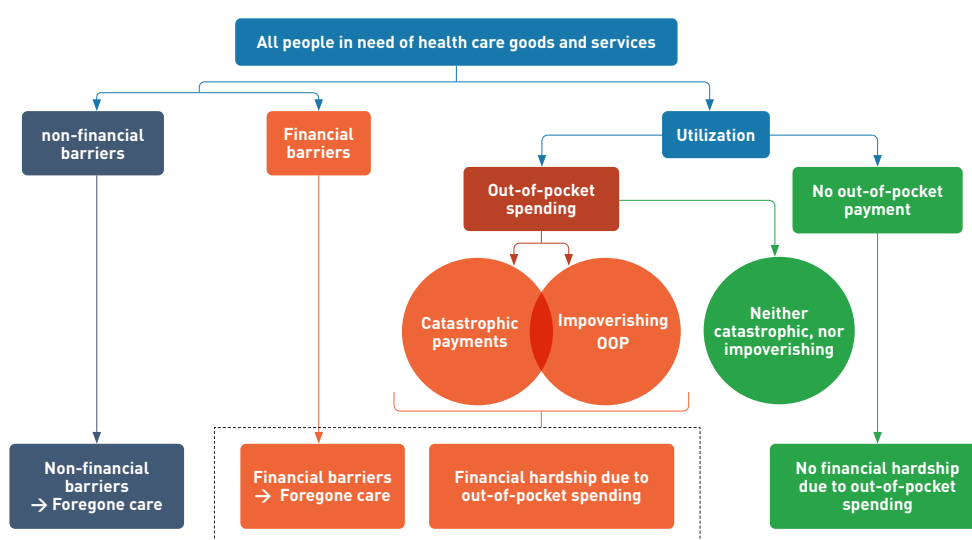 All people in need of health care goods and services
non-financial
barriers
Financial
barriers
Utilization
Out-of-pocket
spending
No out-of-pocket
payment
Catastrophic
payments
Impoverishing
OOP
Neither
catastrophic, nor
impoverishing
Non-financial
barriers
→ Foregone care
Financial barriers
→ Foregone care
Financial hardship due to
out-of-pocket spending
No financial hardship
due to out-of-pocket
spending